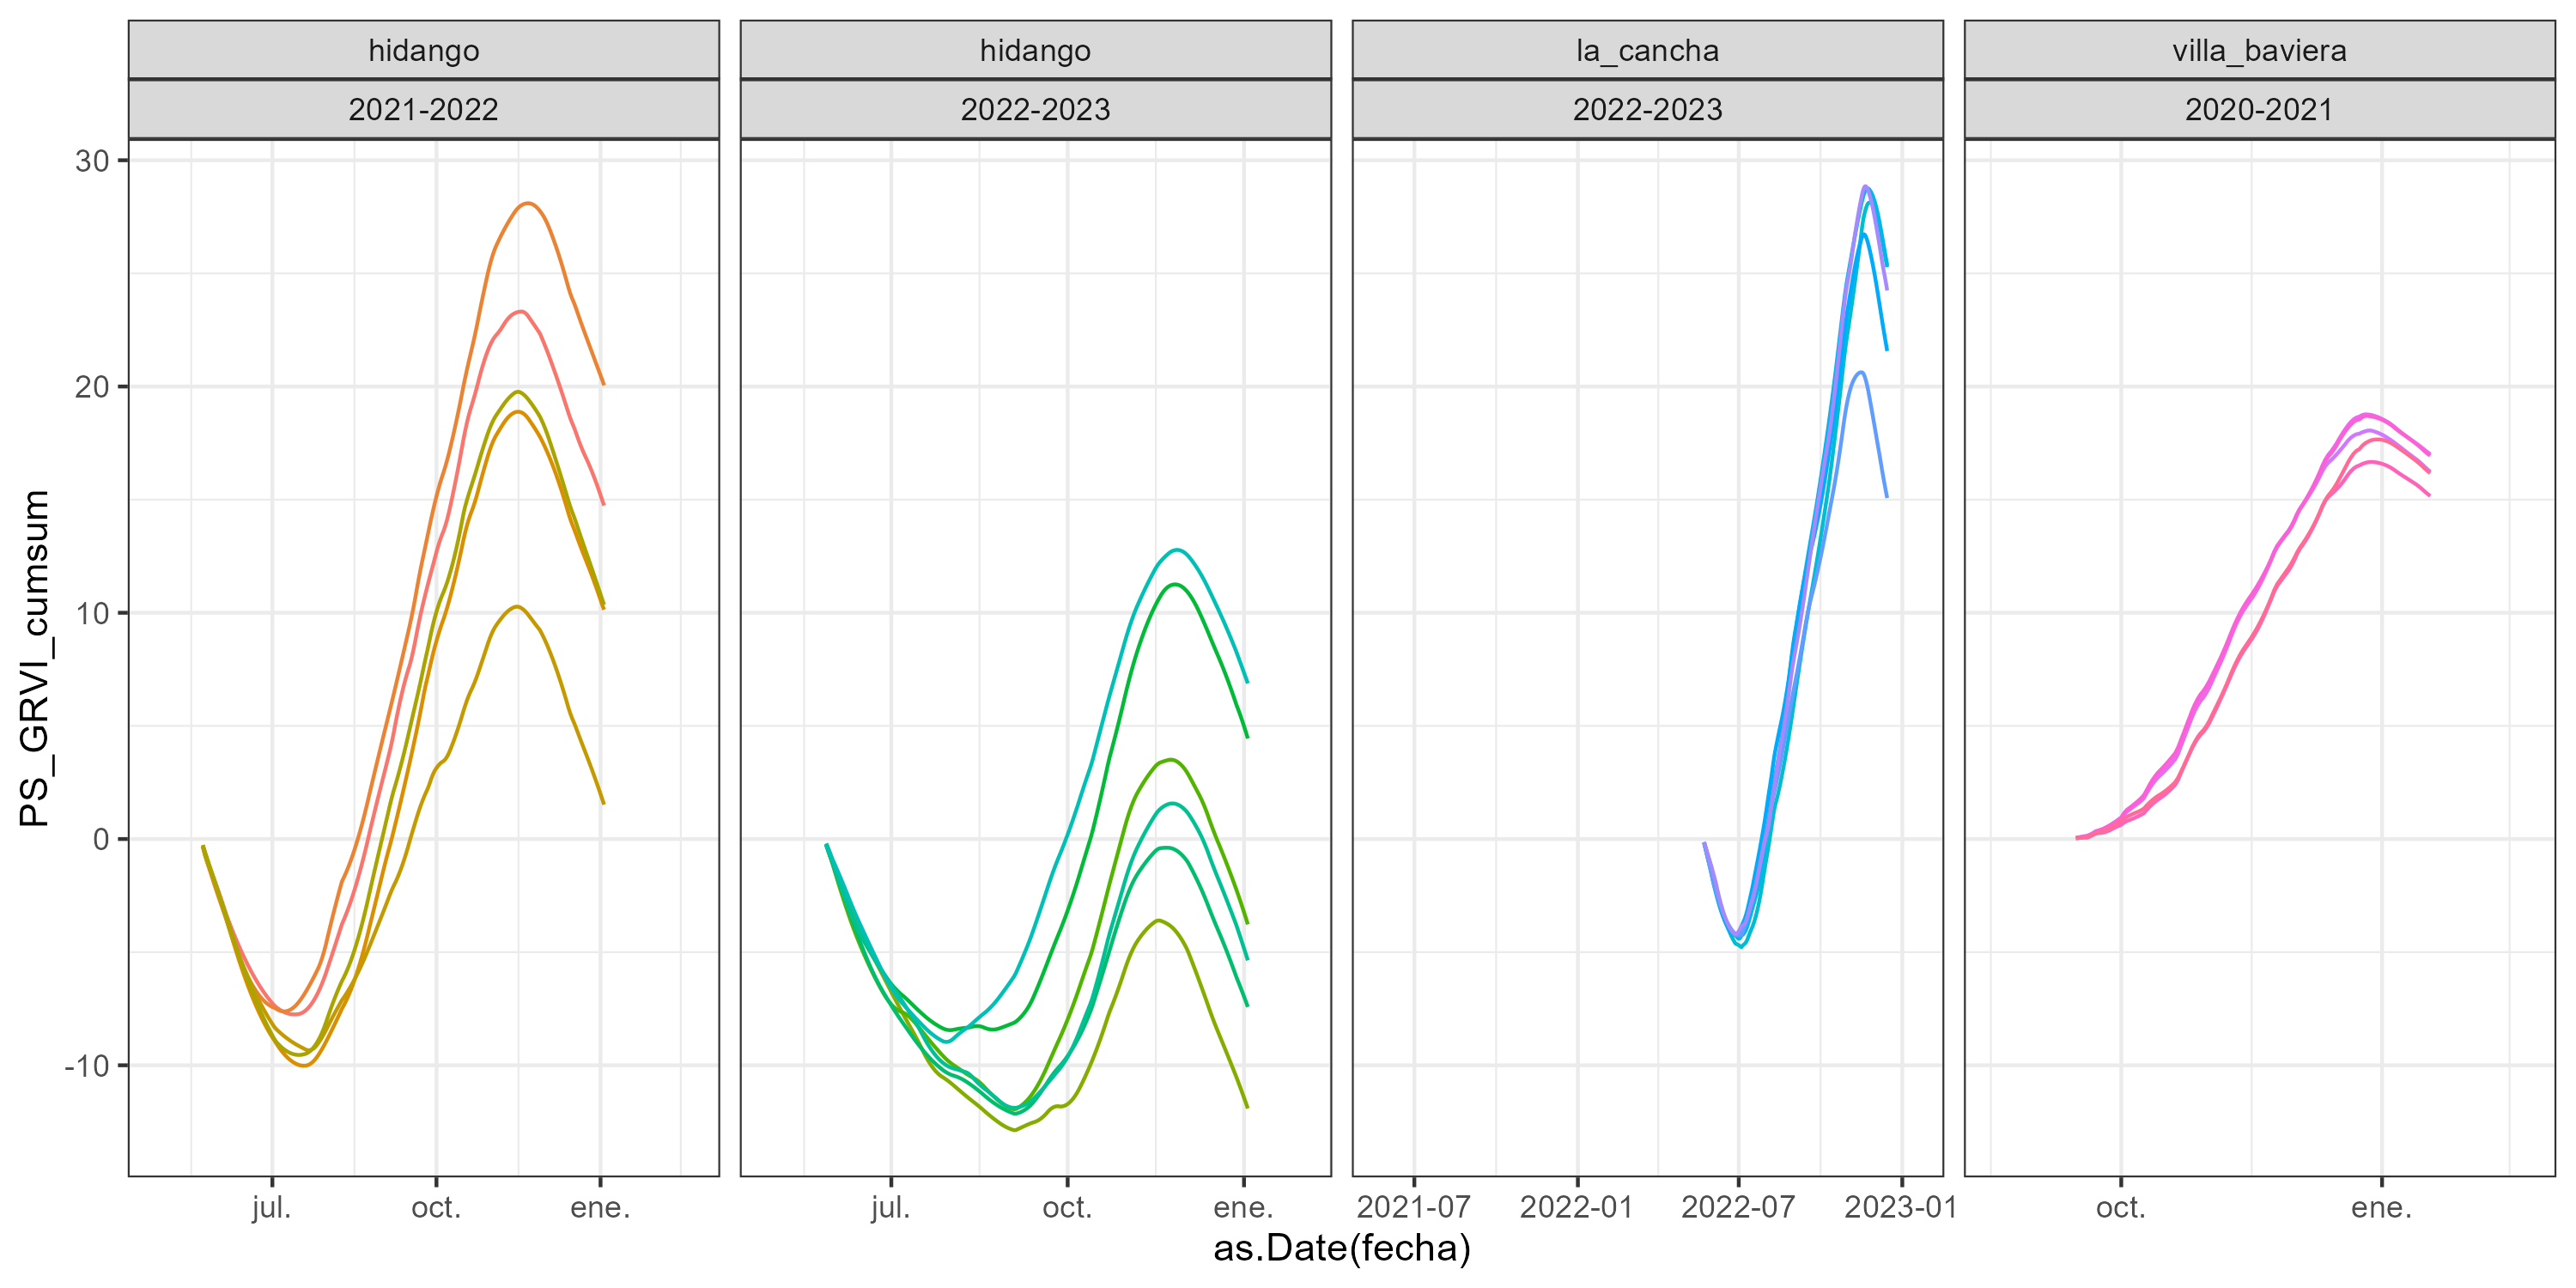 hidango hidango la_cancha villa_baviera
2021-2022 2022-2023 2022-2023 2020-2021
PS_GRVI_cumsum
30
20
10
0
-10
jul. oct. ene. jul. oct. ene. 2021-07 2022-01 2022-07 2023-01 oct. ene.
as.Date(fecha)